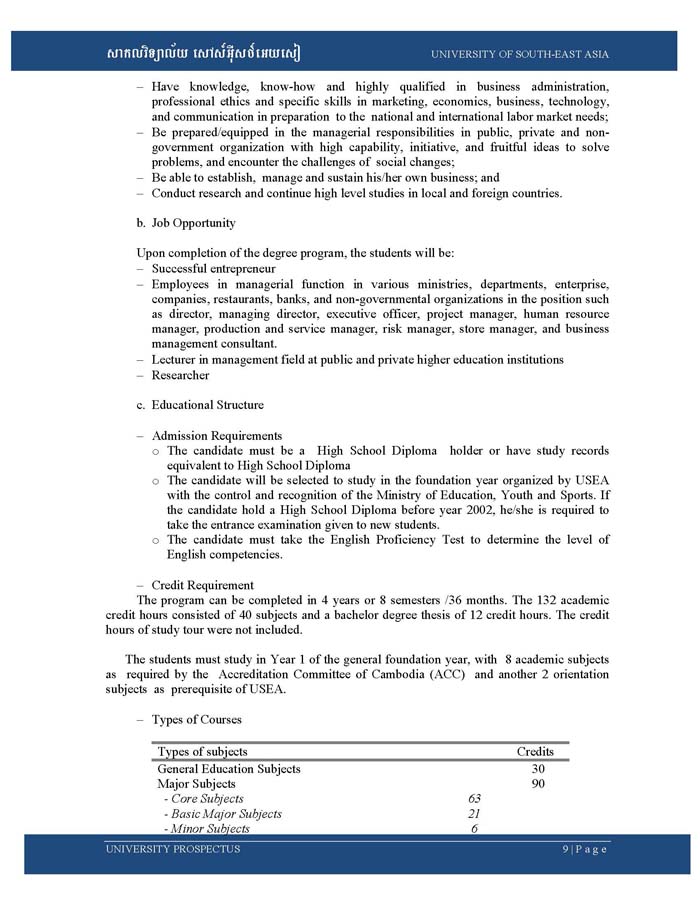 សាកលវិទ្យាល័យ សៅស៍អ៊ីសថ៍អេយសៀ UNIVERSITY OF SOUTH-EAST ASIA
– Have knowledge, know-how and highly qualified in business administration,
professional ethics and specific skills in marketing, economics, business, technology,
and communication in preparation to the national and international labor market needs;
– Be prepared/equipped in the managerial responsibilities in public, private and non-
government organization with high capability, initiative, and fruitful ideas to solve
problems, and encounter the challenges of social changes;
– Be able to establish, manage and sustain his/her own business; and
– Conduct research and continue high level studies in local and foreign countries.
b. Job Opportunity
Upon completion of the degree program, the students will be:
– Successful entrepreneur
– Employees in managerial function in various ministries, departments, enterprise,
companies, restaurants, banks, and non-governmental organizations in the position such
as director, managing director, executive officer, project manager, human resource
manager, production and service manager, risk manager, store manager, and business
management consultant.
– Lecturer in management field at public and private higher education institutions
– Researcher
c. Educational Structure
– Admission Requirements
o The candidate must be a High School Diploma holder or have study records
equivalent to High School Diploma
o The candidate will be selected to study in the foundation year organized by USEA
with the control and recognition of the Ministry of Education, Youth and Sports. If
the candidate hold a High School Diploma before year 2002, he/she is required to
take the entrance examination given to new students.
o The candidate must take the English Proficiency Test to determine the level of
English competencies.
– Credit Requirement
The program can be completed in 4 years or 8 semesters /36 months. The 132 academic
credit hours consisted of 40 subjects and a bachelor degree thesis of 12 credit hours. The credit
hours of study tour were not included.
The students must study in Year 1 of the general foundation year, with 8 academic subjects
as required by the Accreditation Committee of Cambodia (ACC) and another 2 orientation
subjects as prerequisite of USEA.
– Types of Courses
Types of subjects Credits
General Education Subjects 30
Major Subjects 90
- Core Subjects 63
- Basic Major Subjects 21
- Minor Subjects 6
UNIVERSITY PROSPECTUS 9 | P a g e